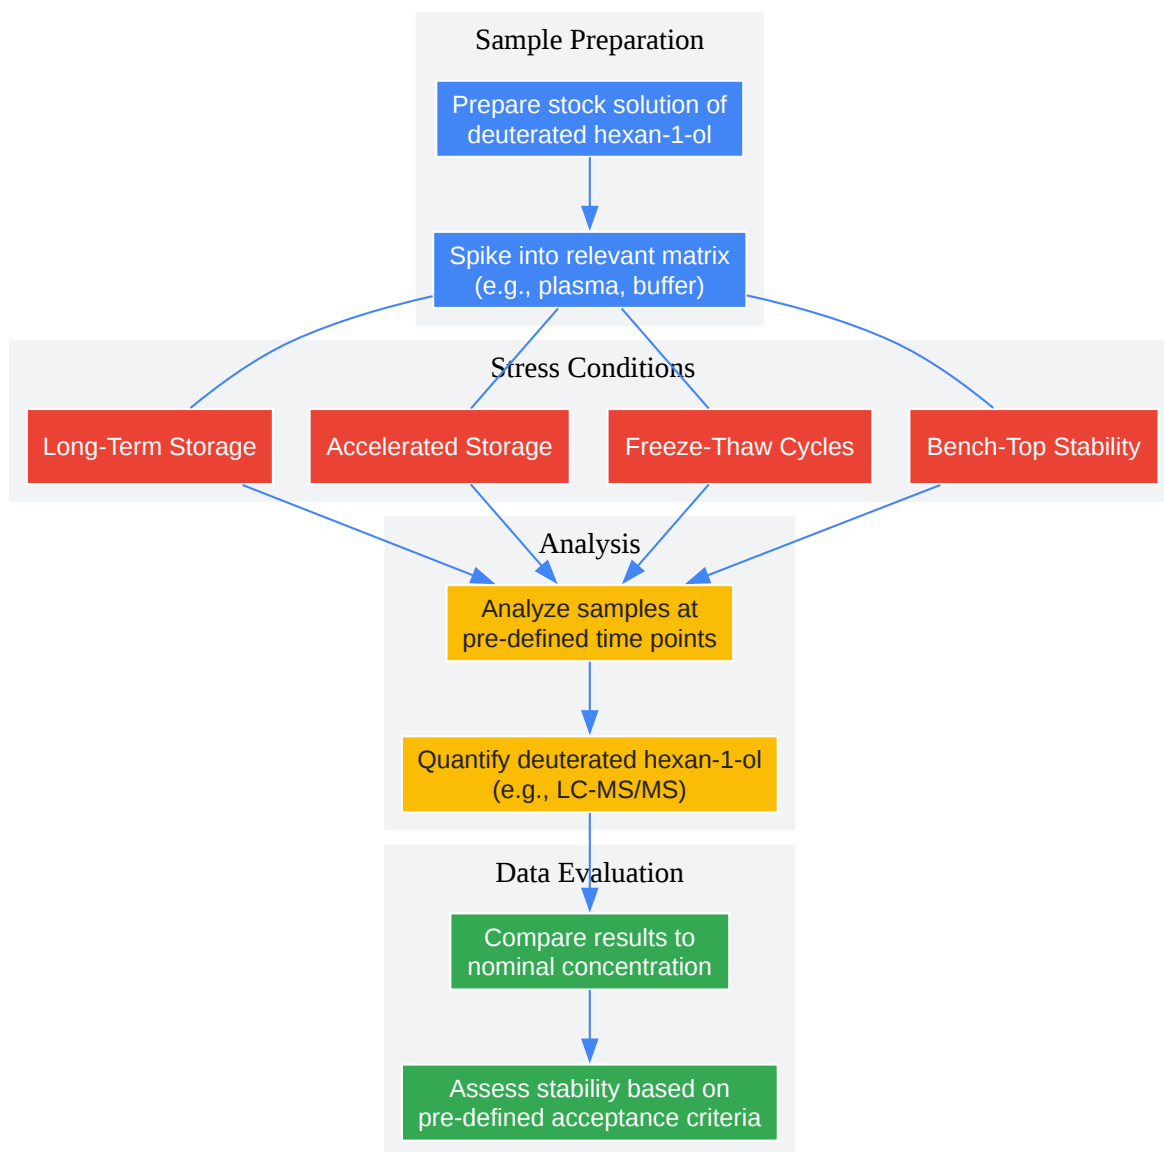 Sample Preparation
Prepare stock solution of
deuterated hexan-1-ol
Spike into relevant matrix
(e.g., plasma, buffer)
Stress Conditions
Long-Term Storage
Accelerated Storage
Freeze-Thaw Cycles
Bench-Top Stability
Analysis
Analyze samples at
pre-defined time points
Quantify deuterated hexan-1-ol
(e.g., LC-MS/MS)
Data Evaluation
Compare results to
nominal concentration
Assess stability based on
pre-defined acceptance criteria